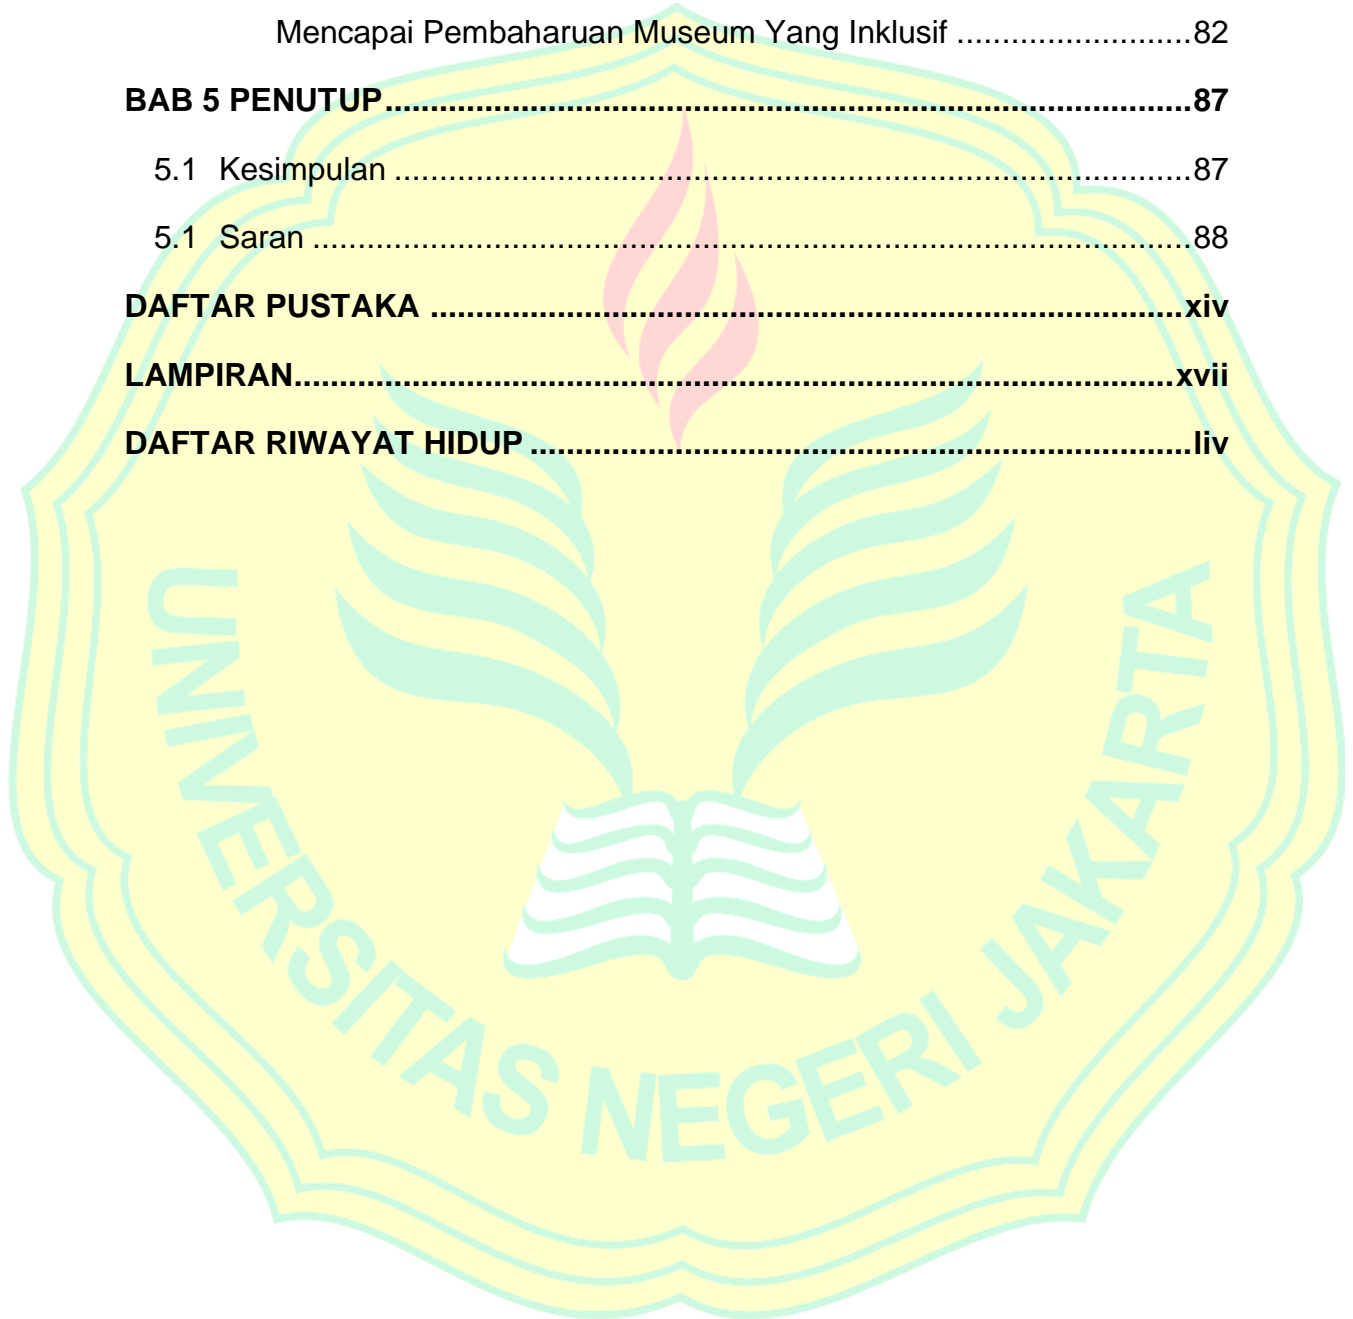 Mencapai Pembaharuan Museum Yang Inklusif ..........................82
BAB 5 PENUTUP.........................................................................................87
5.1 Kesimpulan ........................................................................................87
5.1 Saran .................................................................................................88
DAFTAR PUSTAKA ...................................................................................xiv
LAMPIRAN.................................................................................................xvii
DAFTAR RIWAYAT HIDUP .........................................................................liv
UNIVERSITAS NEGERI JAKARTA